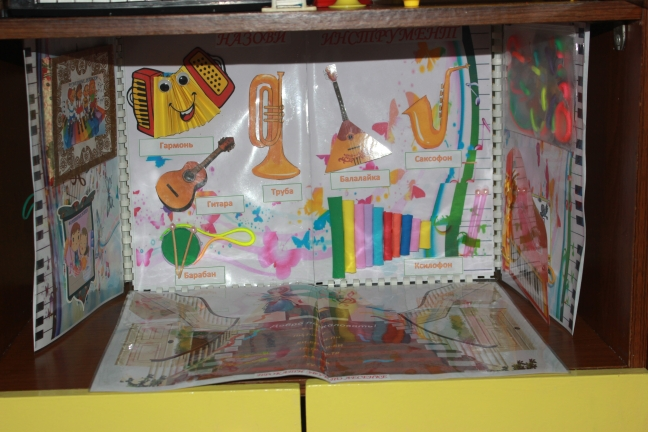 НАЗОВИ ИНСТРУМЕНТ
Гармонь
Гитара
Труба
Балалайка
Саксофон
Барабан
Ксилофон